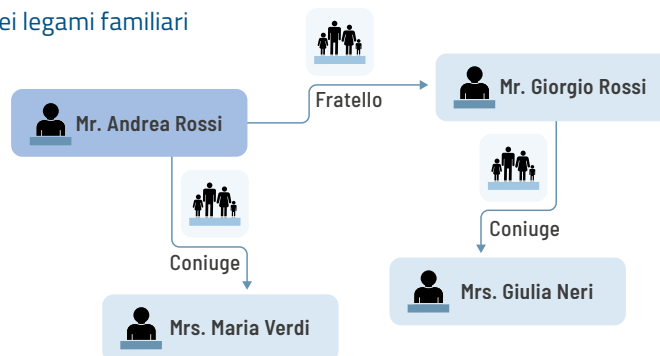 ei legami familiari
Fratello
Mr. Giorgio Rossi
Mr. Andrea Rossi
Coniuge
Coniuge
Mrs. Giulia Neri
Mrs. Maria Verdi